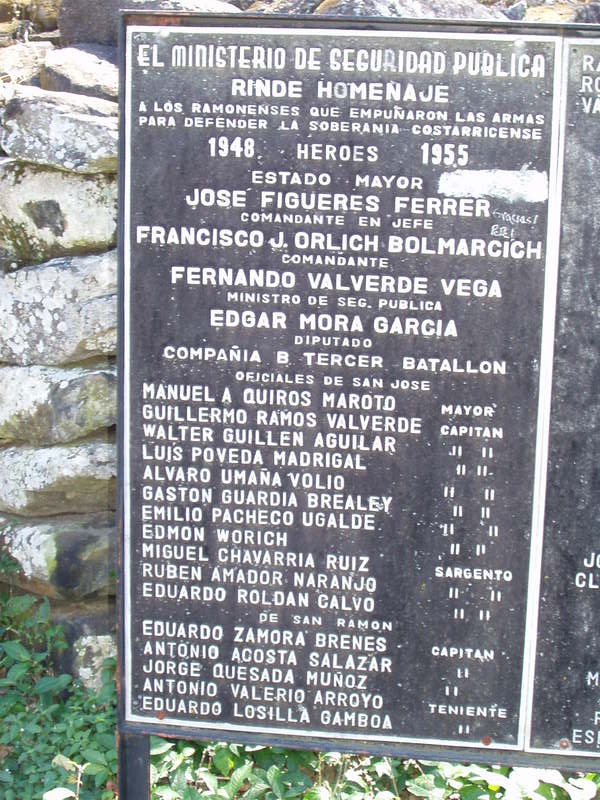 EL MINISTERIO DE SEGURIDAD PUBLICA
RINDE HOMENAJE
A LOS RAMONENSES QUE EMPUÑARON LAS ARMAS
PARA DEFENDER LA SOBERANIA COSTARRICENSE
1948 HEROES 1955
ESTADO MAYOR
JOSE FIGUERES FERRER
COMANDANTE EN JEFE
FRANCISCO J. ORLICH BOLMARCICH
COMANDANTE
FERNANDO VALVERDE VEGA
MINISTRO DE SEG. PUBLICA
EDGAR MORA GARCIA
DIPUTADO
COMPAÑIA B TERCER BATALLON
OFICIALES DE SAN JOSE
MANUEL A QUIROS MAROTO MAYOR
GUILLERMO RAMOS VALVERDE CAPITAN
WALTER GUILLEN AGUILAR " "
LUIS POVEDA MADRIGAL " "
ALVARO UMAÑA VOLIO " "
GASTON GUARDIA BREALEY " "
EMILIO PACHECO UGALDE " "
EDMON WORICH " "
MIGUEL CHAVARRIA RUIZ SARGENTO
RUBEN AMADOR NARANJO " "
EDUARDO ROLDAN CALVO " "
DE SAN RAMON
EDUARDO ZAMORA BRENES CAPITAN
ANTONIO ACOSTA SALAZAR "
JORGE QUESADA MUÑOZ "
ANTONIO VALERIO ARROYO TENIENTE
EDUARDO LOSILLA GAMBOA "
Gracias!